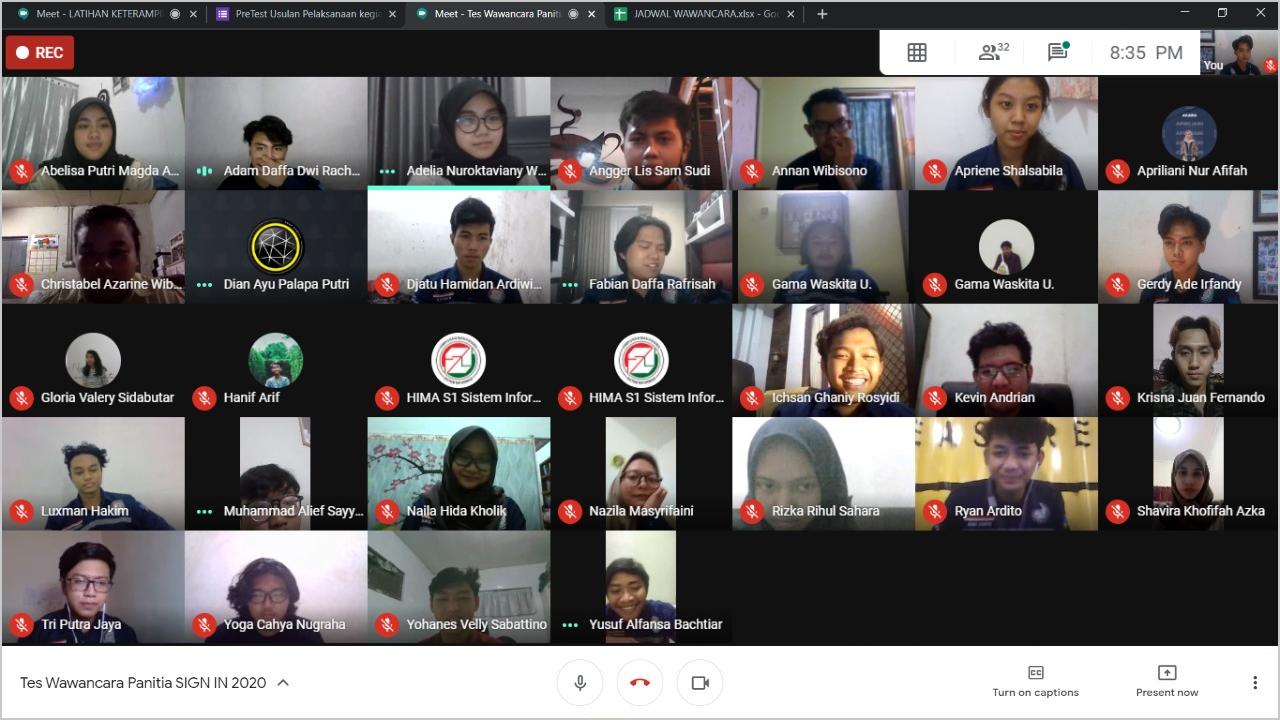 Meet - LATIHAN KETERAMPI
PreTest Usulan Pelaksanaan kegia
Meet - Tes Wawancara Paniti
JADWAL WAWANCARA.xlsx - Go
REC
32
8:35 PM
You
Abelisa Putri Magda A...
Adam Daffa Dwi Rach...
Adelia Nuroktaviany W...
Angger Lis Sam Sudi
Annan Wibisono
Apriene Shalsabila
Apriliani Nur Afifah
Christabel Azarine Wib...
Dian Ayu Palapa Putri
Djatu Hamidan Ardiwi...
Fabian Daffa Rafrisah
Gama Waskita U.
Gama Waskita U.
Gerdy Ade Irfandy
Gloria Valery Sidabutar
Hanif Arif
HIMA S1 Sistem Infor...
HIMA S1 Sistem Infor...
Ichsan Ghaniy Rosyidi
Kevin Andrian
Krisna Juan Fernando
Luxman Hakim
Muhammad Alief Sayy...
Najla Hida Kholik
Nazila Masyrifaini
Rizka Rihul Sahara
Ryan Ardito
Shavira Khofifah Azka
Tri Putra Jaya
Yoga Cahya Nugraha
Yohanes Velly Sabattino
Yusuf Alfansa Bachtiar
Tes Wawancara Panitia SIGN IN 2020
CC
Turn on captions
Present now